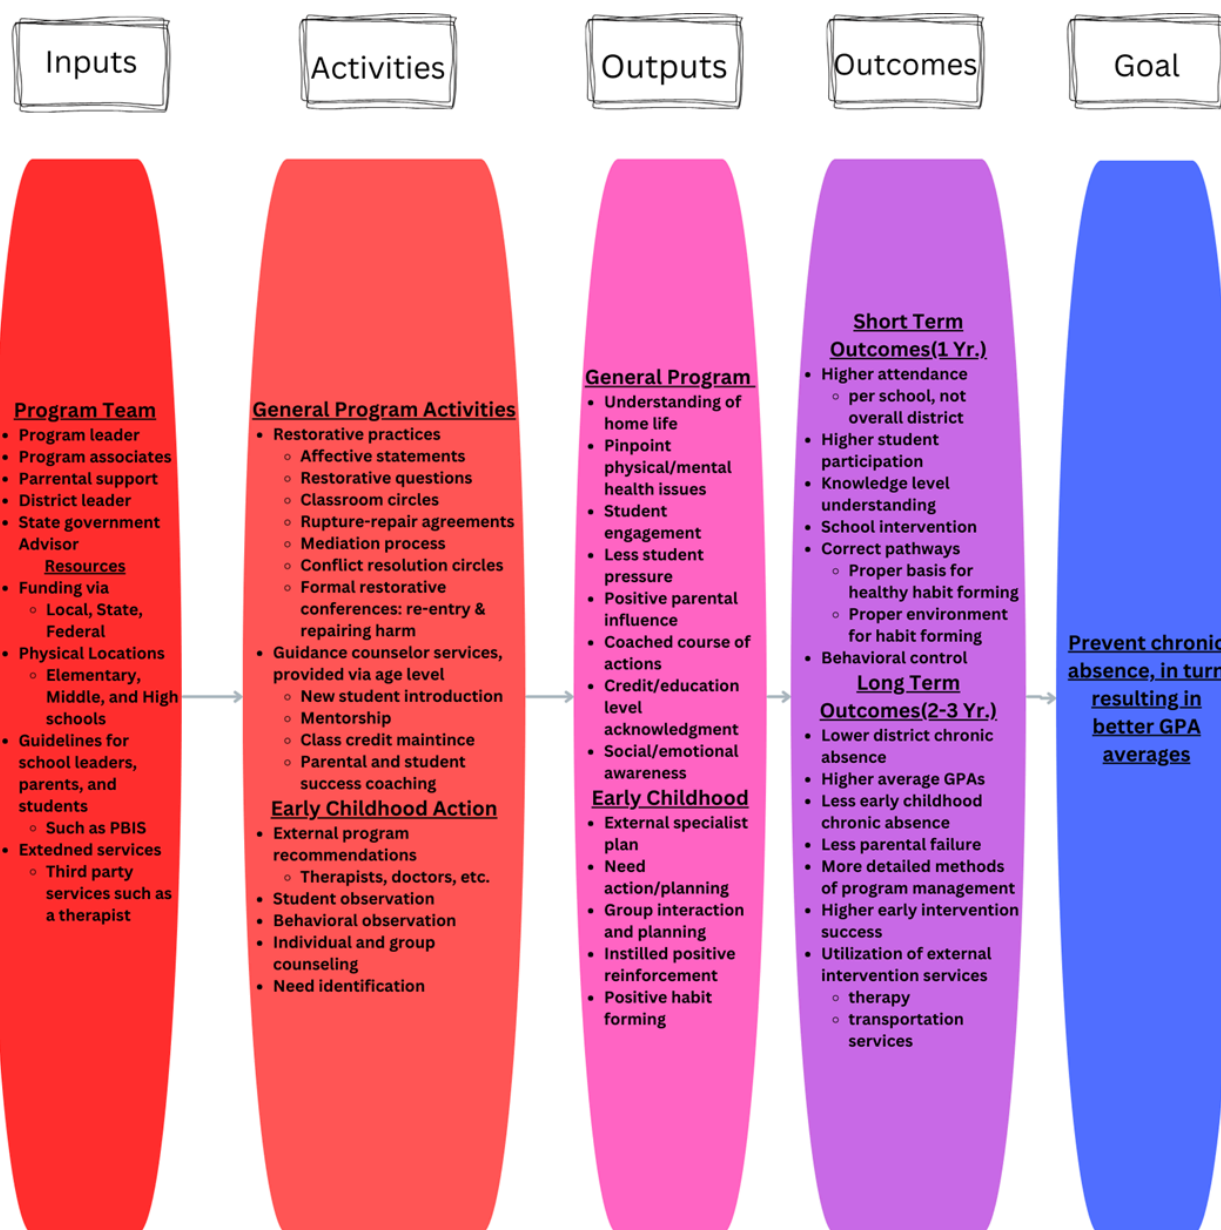 Inputs
Activities
Outputs
Outcomes
Goal
Program Team
Program leader
Program associates
Parrental support
District leader
State government
Advisor
Resources
Funding via
Local, State,
Federal
Physical Locations
Elementary,
Middle, and High
schools
Guidelines for
school leaders,
parents, and
students
Such as PBIS
Extedned services
Third party
services such as
a therapist
General Program Activities
Restorative practices
Affective statements
Restorative questions
Classroom circles
Rupture-repair agreements
Mediation process
Conflict resolution circles
Formal restorative
conferences: re-entry &
repairing harm
Guidance counselor services,
provided via age level
New student introduction
Mentorship
Class credit maintince
Parental and student
success coaching
Early Childhood Action
External program
recommendations
Therapists, doctors, etc.
Student observation
Behavioral observation
Individual and group
counseling
Need identification
General Program
Understanding of
home life
Pinpoint
physical/mental
health issues
Student
engagement
Less student
pressure
Positive parental
influence
Coached course of
actions
Credit/education
level
acknowledgment
Social/emotional
awareness
Early Childhood
External specialist
plan
Need
action/planning
Group interaction
and planning
Instilled positive
reinforcement
Positive habit
forming
Short Term
Outcomes(1 Yr.)
Higher attendance
per school, not
overall district
Higher student
participation
Knowledge level
understanding
School intervention
Correct pathways
Proper basis for
healthy habit forming
Proper environment
for habit forming
Behavioral control
Long Term
Outcomes(2-3 Yr.)
Lower district chronic
absence
Higher average GPAs
Less early childhood
chronic absence
Less parental failure
More detailed methods
of program management
Higher early intervention
success
Utilization of external
intervention services
therapy
transportation
services
Prevent chronic
absence, in turn
resulting in
better GPA
averages